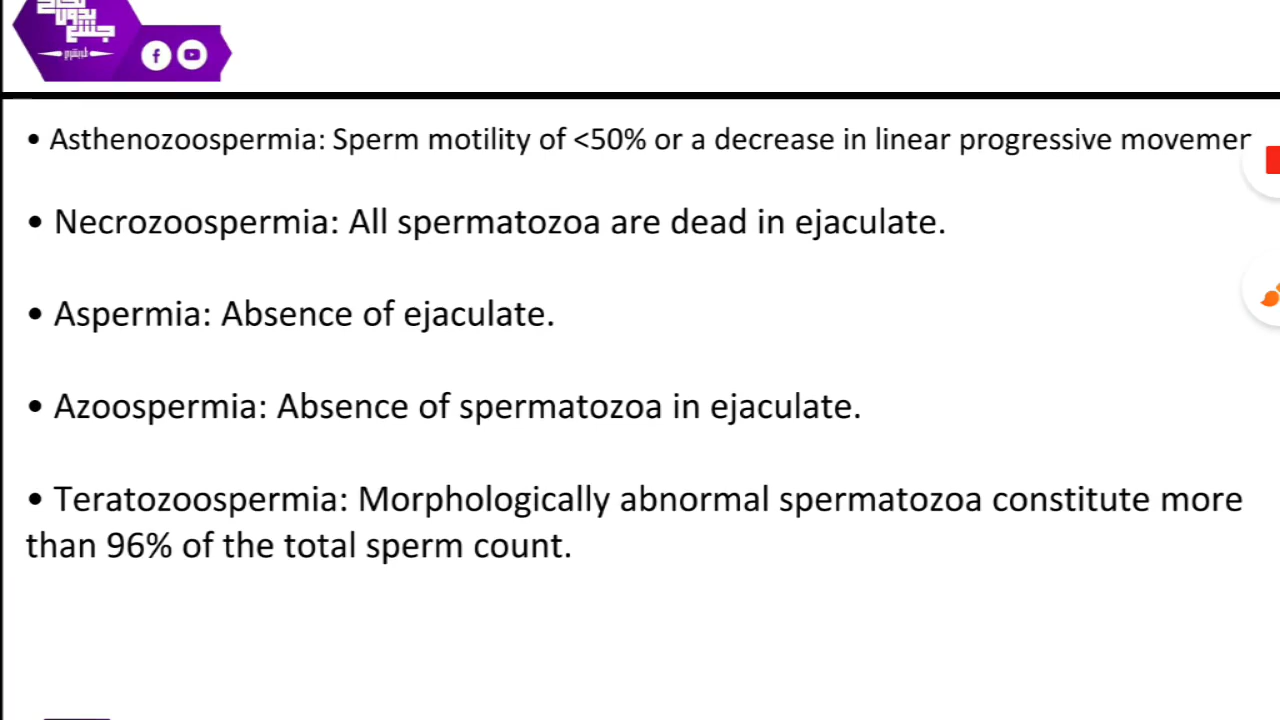 بدون
جشع
• Asthenozoospermia: Sperm motility of <50% or a decrease in linear progressive
• Necrozoospermia: All spermatozoa are dead in ejaculate.
• Aspermia: Absence of ejaculate.
• Azoospermia: Absence of spermatozoa in ejaculate.
• Teratozoospermia: Morphologically abnormal spermatozoa constitute more
than 96% of the total sperm count.